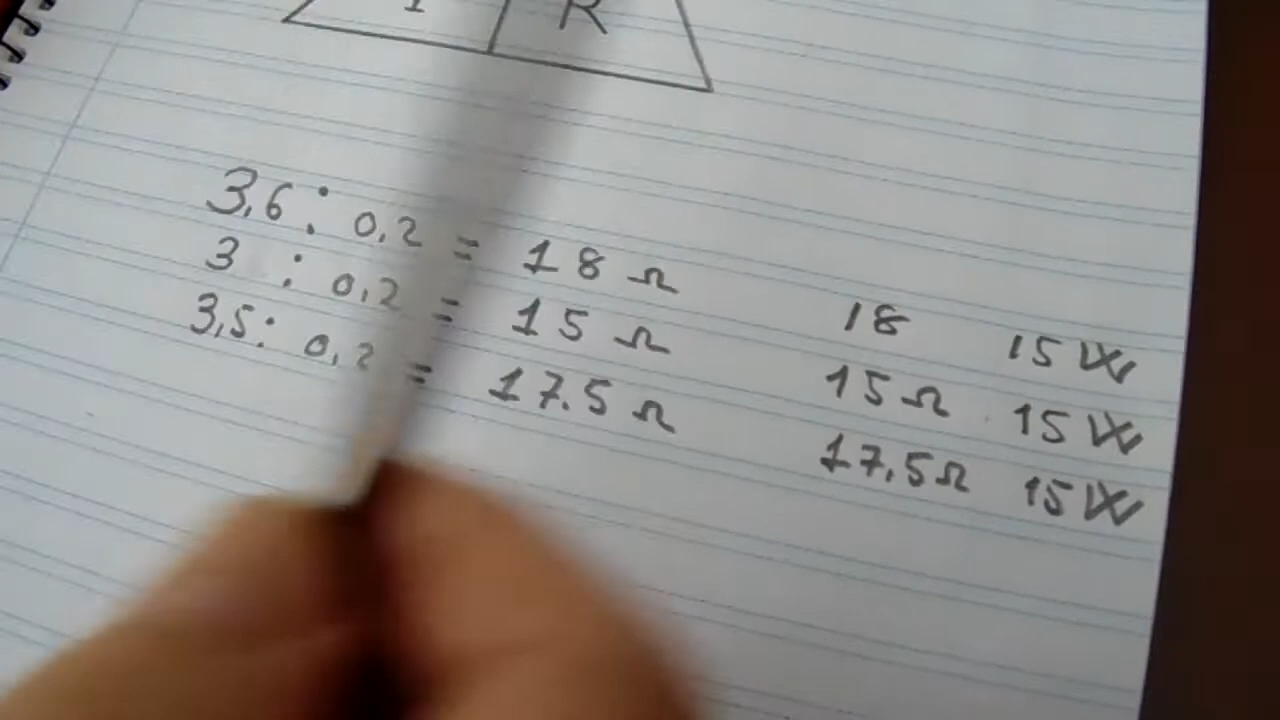 I R
3,6 : 0,2 = 18 Ω
3 : 0,2 = 15 Ω
3,5 : 0,2 = 17.5 Ω
18 15 W
15 Ω 15 W
17,5 Ω 15 W